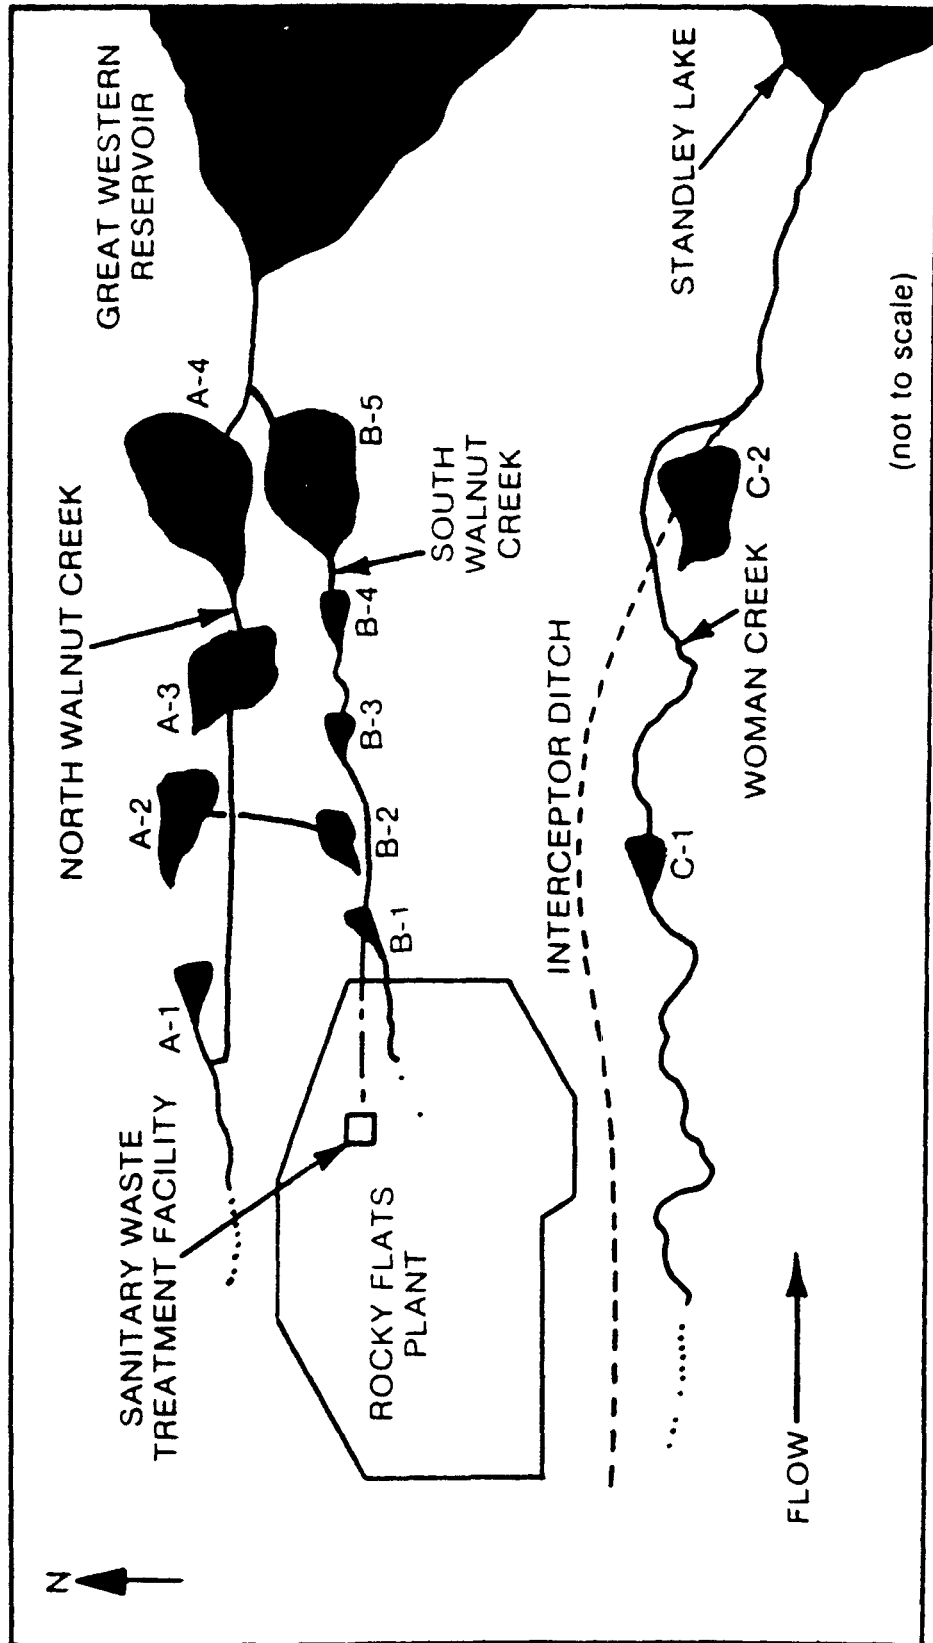 N
SANITARY WASTE
TREATMENT FACILITY
NORTH WALNUT CREEK
GREAT WESTERN
RESERVOIR
A-1
A-2
A-3
A-4
ROCKY FLATS
PLANT
B-1
B-2
B-3
B-4
B-5
SOUTH
WALNUT
CREEK
INTERCEPTOR DITCH
STANDLEY LAKE
C-1
C-2
WOMAN CREEK
FLOW
(not to scale)